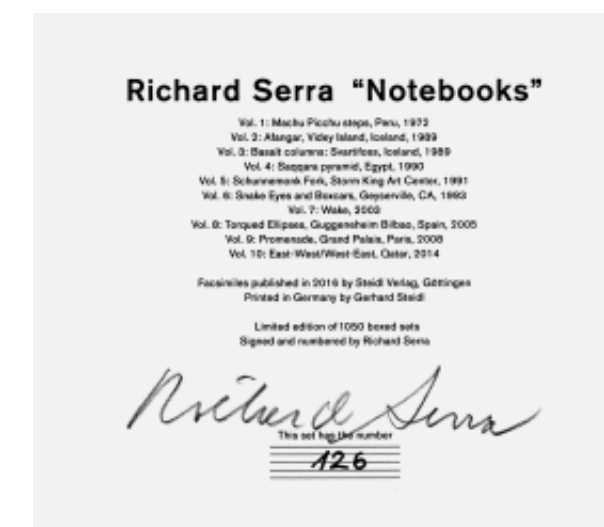 Richard Serra “Notebooks”
Vol. 1: Machu Picchu steps, Peru, 1972
Vol. 2: Afangar, Videy Island, Iceland, 1989
Vol. 3: Basalt columns: Svartifoss, Iceland, 1989
Vol. 4: Saqqara pyramid, Egypt, 1990
Vol. 5: Schunnemonk Fork, Storm King Art Center, 1991
Vol. 6: Snake Eyes and Boxcars, Geyserville, CA, 1993
Vol. 7: Wake, 2003
Vol. 8: Torqued Ellipses, Guggenheim Bilbao, Spain, 2005
Vol. 9: Promenade, Grand Palais, Paris, 2008
Vol. 10: East-West/West-East, Qatar, 2014
Facsimiles published in 2016 by Steidl Verlag, Göttingen
Printed in Germany by Gerhard Steidl
Limited edition of 1050 boxed sets
Signed and numbered by Richard Serra
Richard Serra
This set has the number
126